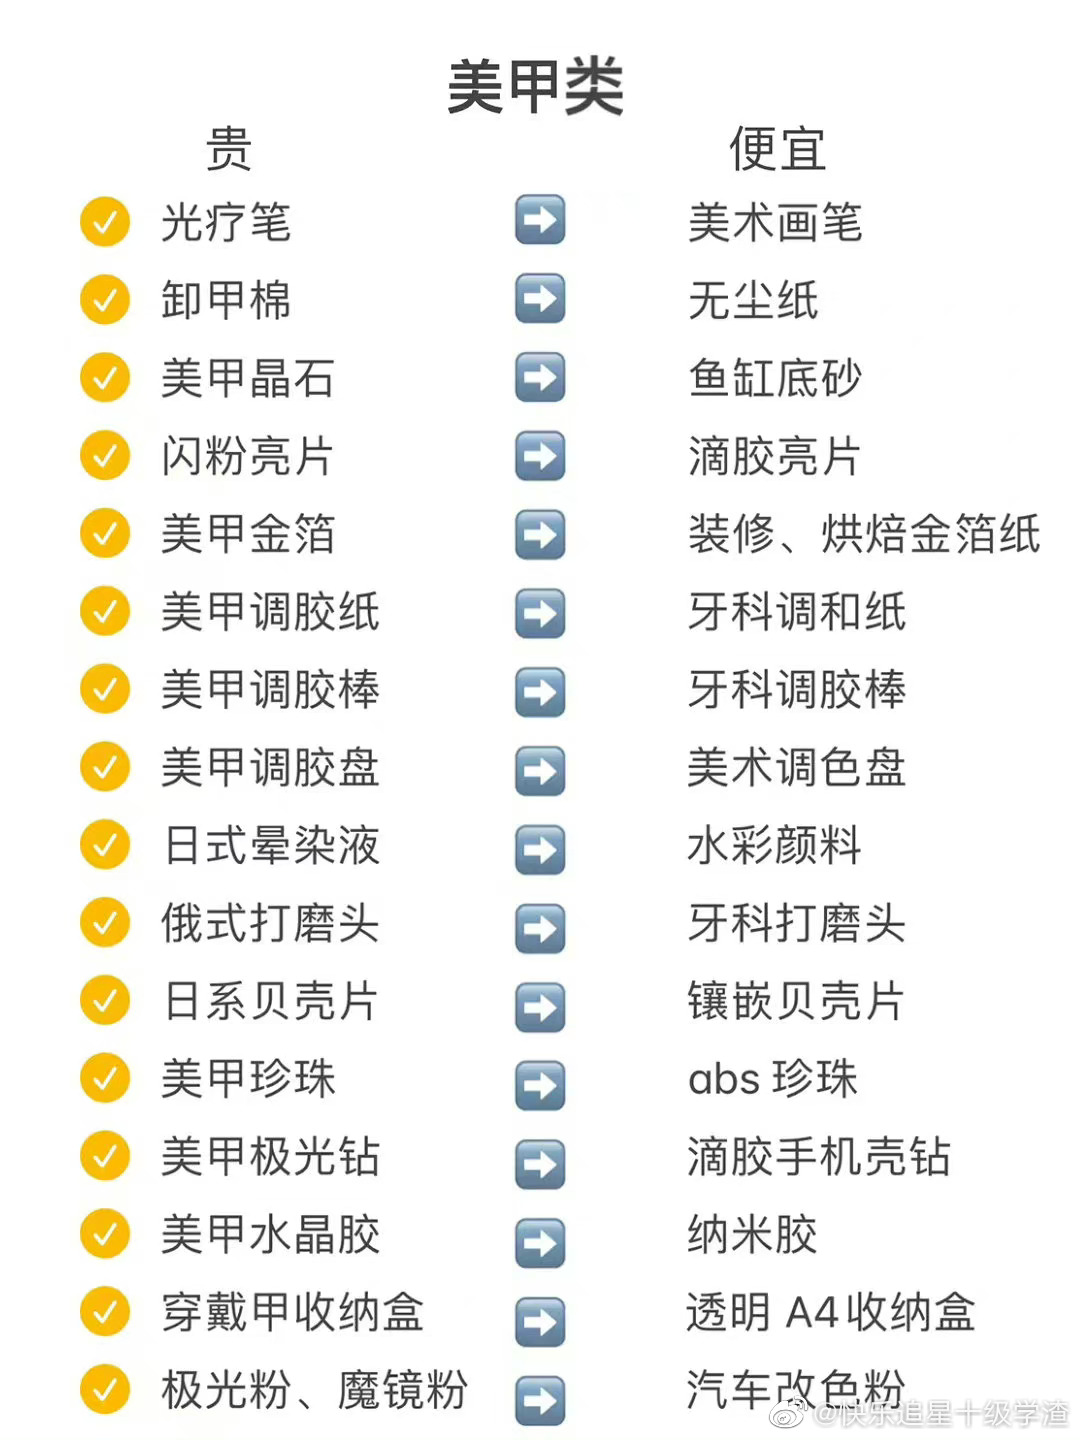 美甲类
贵 便宜
光疗笔 美术画笔
卸甲棉 无尘纸
美甲晶石 鱼缸底砂
闪粉亮片 滴胶亮片
美甲金箔 装修、烘焙金箔纸
美甲调胶纸 牙科调和纸
美甲调胶棒 牙科调胶棒
美甲调胶盘 美术调色盘
日式晕染液 水彩颜料
俄式打磨头 牙科打磨头
日系贝壳片 镶嵌贝壳片
美甲珍珠 abs 珍珠
美甲极光钻 滴胶手机壳钻
美甲水晶胶 纳米胶
穿戴甲收纳盒 透明 A4收纳盒
极光粉、魔镜粉 汽车改色粉
@快乐追星十级学渣